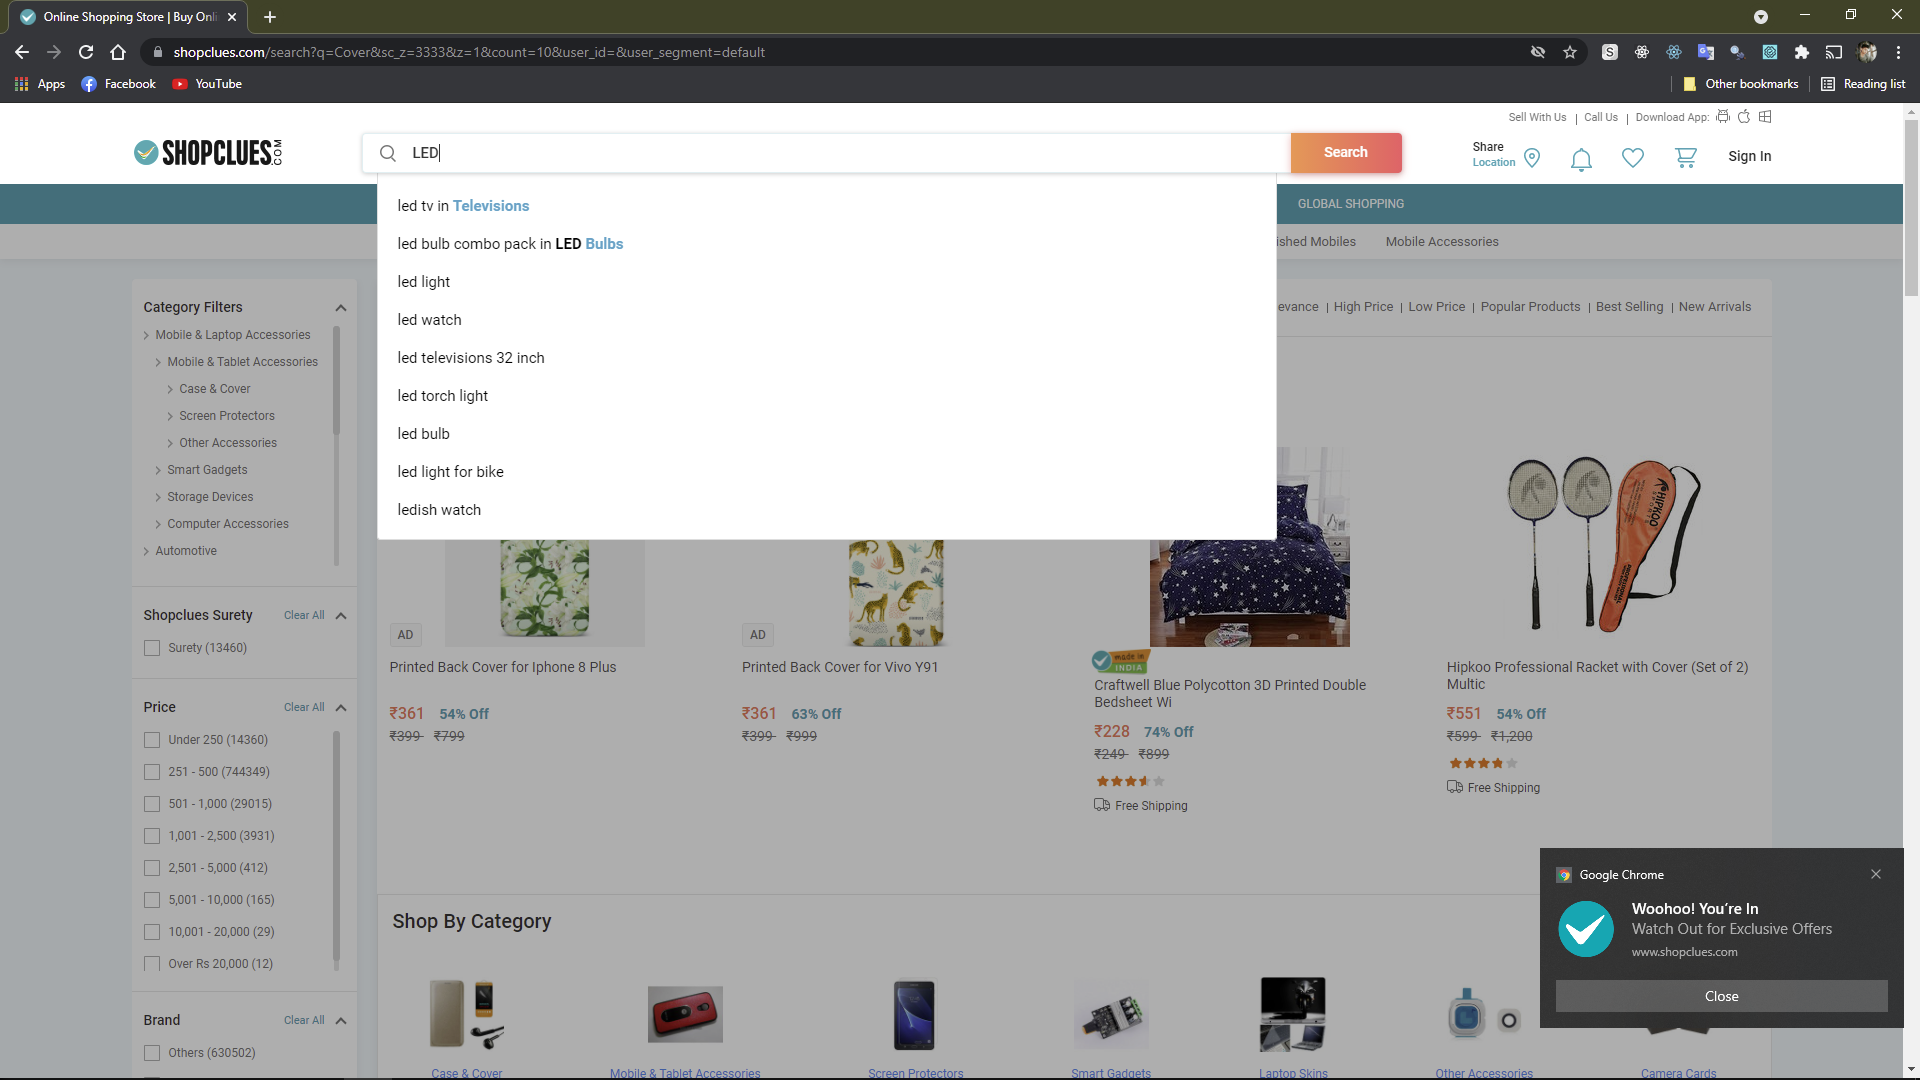 Online Shopping Store | Buy Onli
shopclues.com/search?q=Cover&sc_z=3333&z=1&count=10&user_id=&user_segment=default
Apps
Facebook
YouTube
Other bookmarks
Reading list
Sell With Us | Call Us | Download App:
SHOPCLUES.COM
LED
Search
Share
Location
Sign In
GLOBAL SHOPPING
ished Mobiles
Mobile Accessories
led tv in Televisions
led bulb combo pack in LED Bulbs
led light
led watch
led televisions 32 inch
led torch light
led bulb
led light for bike
ledish watch
Category Filters
Mobile & Laptop Accessories
Mobile & Tablet Accessories
Case & Cover
Screen Protectors
Other Accessories
Smart Gadgets
Storage Devices
Computer Accessories
Automotive
Shopclues Surety
Clear All
Surety (13460)
Price
Clear All
Under 250 (14360)
251 - 500 (744349)
501 - 1,000 (29015)
1,001 - 2,500 (3931)
2,501 - 5,000 (412)
5,001 - 10,000 (165)
10,001 - 20,000 (29)
Over Rs 20,000 (12)
Brand
Clear All
Others (630502)
evance | High Price | Low Price | Popular Products | Best Selling | New Arrivals
AD
Printed Back Cover for Iphone 8 Plus
₹361 54% Off
₹399 ₹799
AD
Printed Back Cover for Vivo Y91
₹361 63% Off
₹399 ₹999
made in
INDIA
Craftwell Blue Polycotton 3D Printed Double
Bedsheet Wi
₹228 74% Off
₹249 ₹899
Free Shipping
HIPKOO
Hipkoo Professional Racket with Cover (Set of 2)
Multic
₹551 54% Off
₹599 ₹1,200
Free Shipping
Shop By Category
Case & Cover
Mobile & Tablet Accessories
Screen Protectors
Smart Gadgets
Laptop Skins
Other Accessories
Camera Cards
Google Chrome
Woohoo! You're In
Watch Out for Exclusive Offers
www.shopclues.com
Close